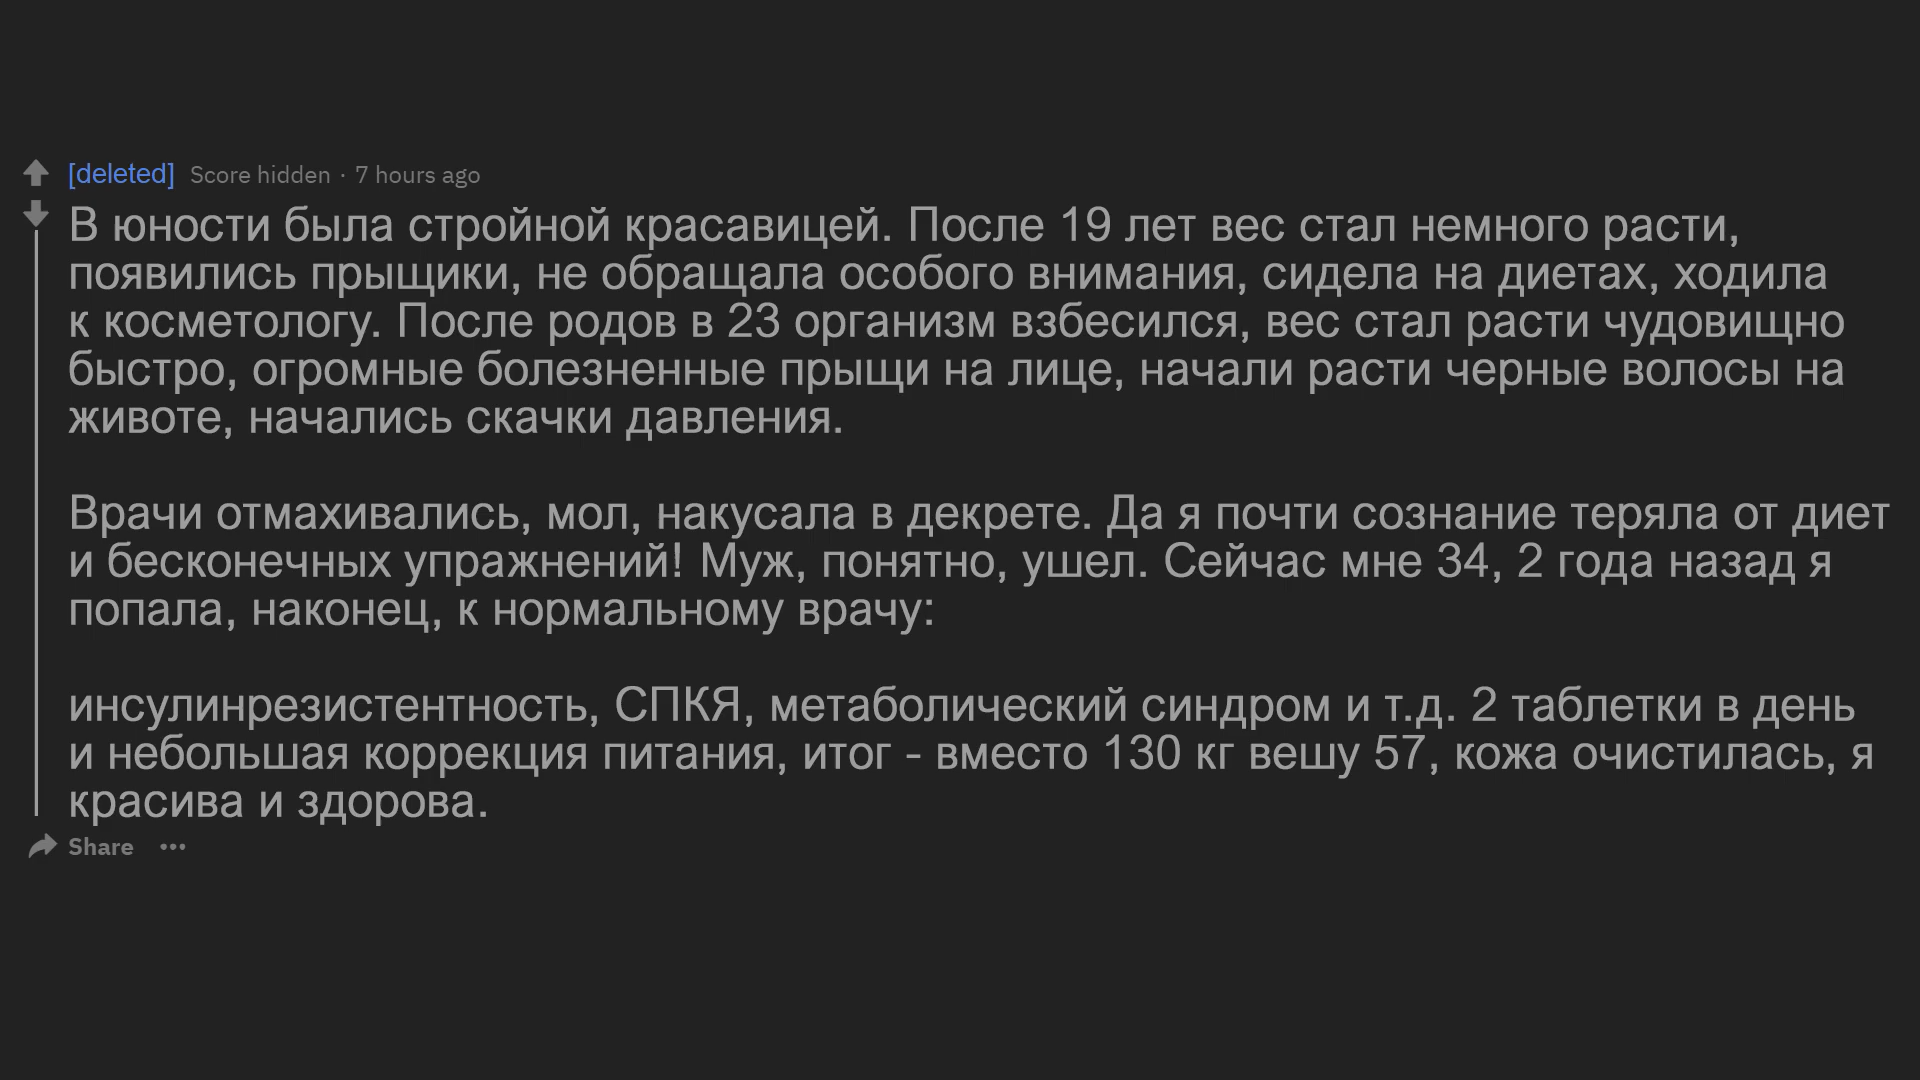 [deleted] Score hidden · 7 hours ago
В юности была стройной красавицей. После 19 лет вес стал немного расти,
появились прыщики, не обращала особого внимания, сидела на диетах, ходила
к косметологу. После родов в 23 организм взбесился, вес стал расти чудовищно
быстро, огромные болезненные прыщи на лице, начали расти черные волосы на
животе, начались скачки давления.
Врачи отмахивались, мол, накусала в декрете. Да я почти сознание теряла от диет
и бесконечных упражнений! Муж, понятно, ушел. Сейчас мне 34, 2 года назад я
попала, наконец, к нормальному врачу:
инсулинрезистентность, СПКЯ, метаболический синдром и т.д. 2 таблетки в день
и небольшая коррекция питания, итог - вместо 130 кг вешу 57, кожа очистилась, я
красива и здорова.
Share ···